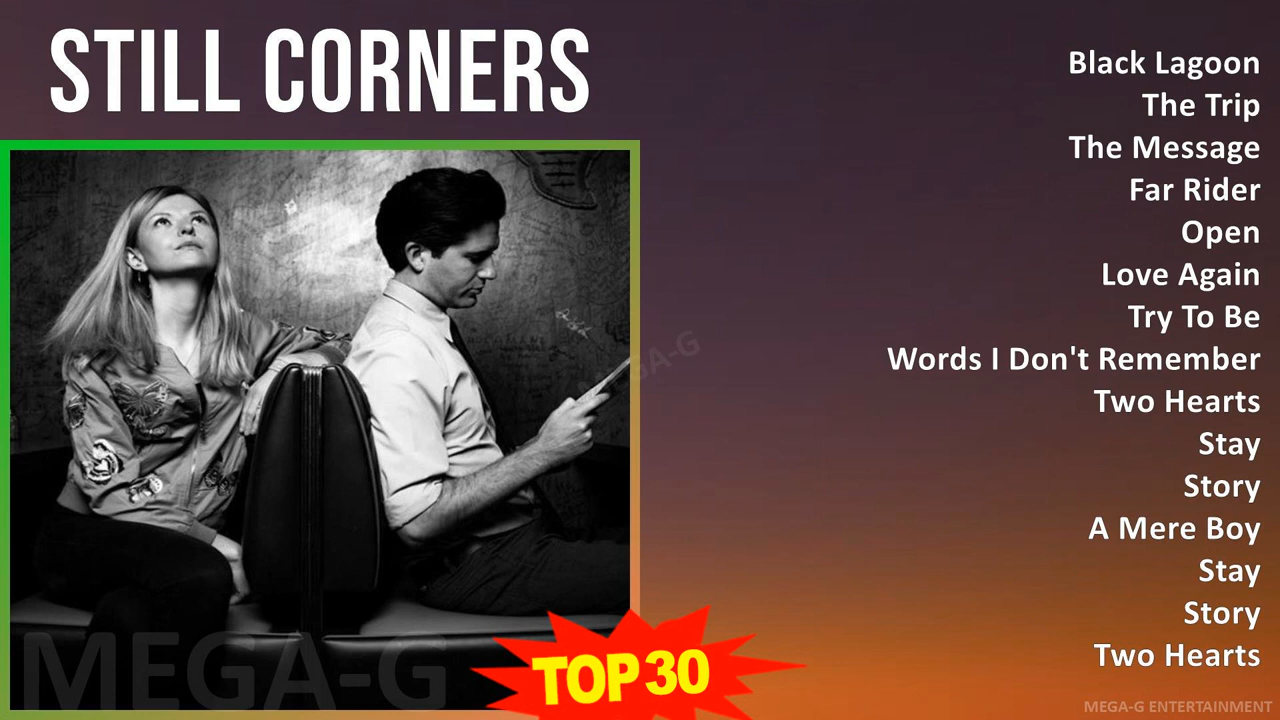 STILL CORNERS
Black Lagoon
The Trip
The Message
Far Rider
Open
Love Again
Try To Be
Words I Don't Remember
Two Hearts
Stay
Story
A Mere Boy
Stay
Story
Two Hearts
MEGA-G
MEGA-G
TOP 30
MEGA-G ENTERTAINMENT